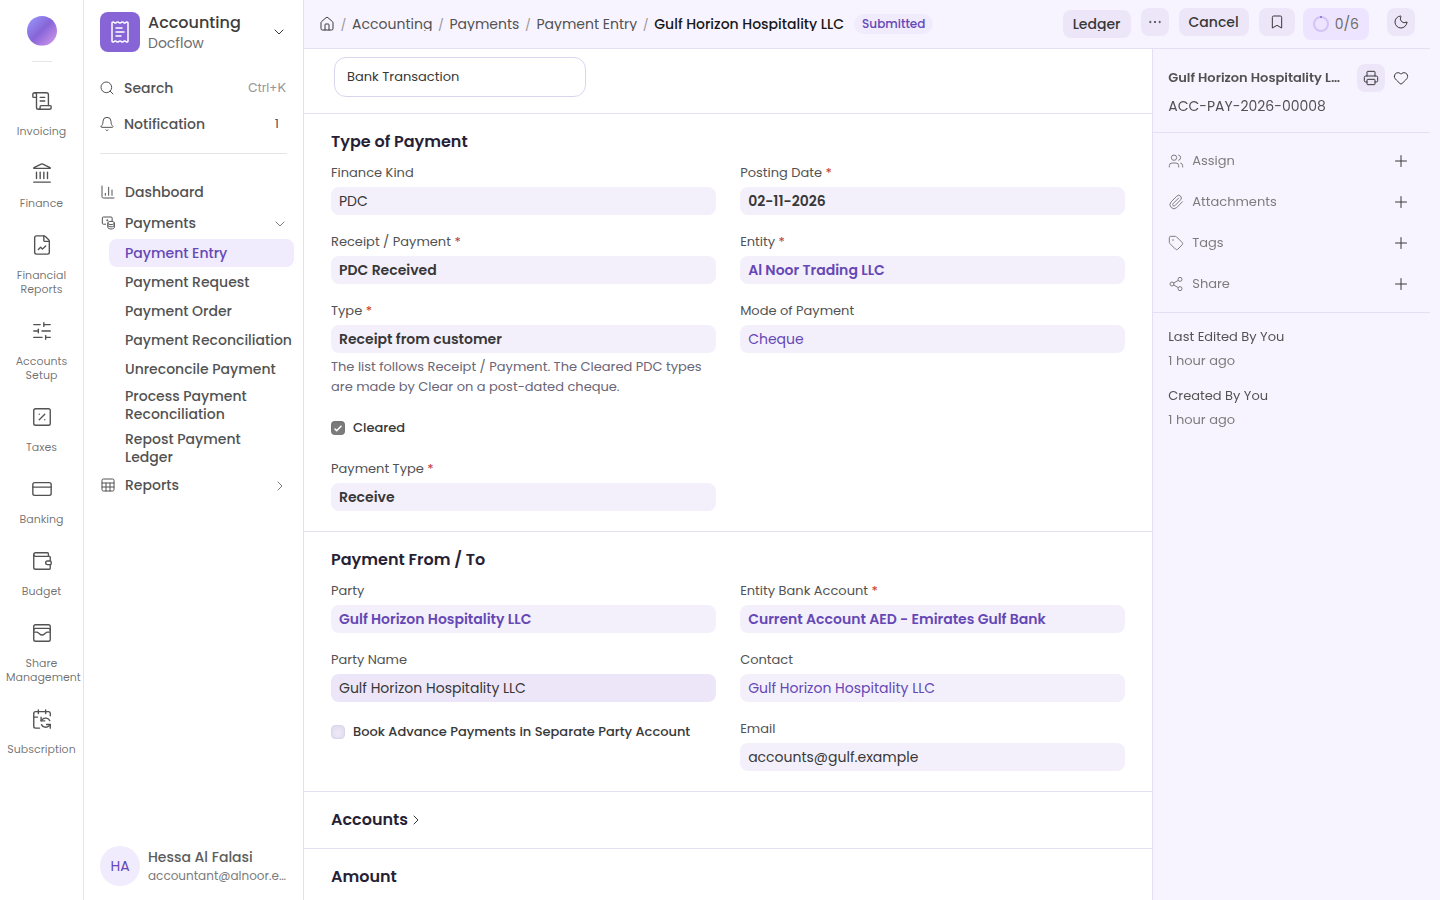 Invoicing
Finance
Financial
Reports
Accounts
Setup
Taxes
Banking
Budget
Share
Management
Subscription
Accounting
Docflow
Search Ctrl+K
Notification 1
Dashboard
Payments
Payment Entry
Payment Request
Payment Order
Payment Reconciliation
Unreconcile Payment
Process Payment
Reconciliation
Repost Payment
Ledger
Reports
HA
Hessa Al Falasi
accountant@alnoor.e...
/ Accounting / Payments / Payment Entry / Gulf Horizon Hospitality LLC Submitted
Ledger ... Cancel 0/6
Bank Transaction
Type of Payment
Finance Kind
PDC
Posting Date *
02-11-2026
Receipt / Payment *
PDC Received
Entity *
Al Noor Trading LLC
Type *
Receipt from customer
The list follows Receipt / Payment. The Cleared PDC types
are made by Clear on a post-dated cheque.
Mode of Payment
Cheque
Cleared
Payment Type *
Receive
Payment From / To
Party
Gulf Horizon Hospitality LLC
Entity Bank Account *
Current Account AED - Emirates Gulf Bank
Party Name
Gulf Horizon Hospitality LLC
Contact
Gulf Horizon Hospitality LLC
Book Advance Payments in Separate Party Account
Email
accounts@gulf.example
Accounts
Amount
Gulf Horizon Hospitality L...
ACC-PAY-2026-00008
Assign
Attachments
Tags
Share
Last Edited By You
1 hour ago
Created By You
1 hour ago